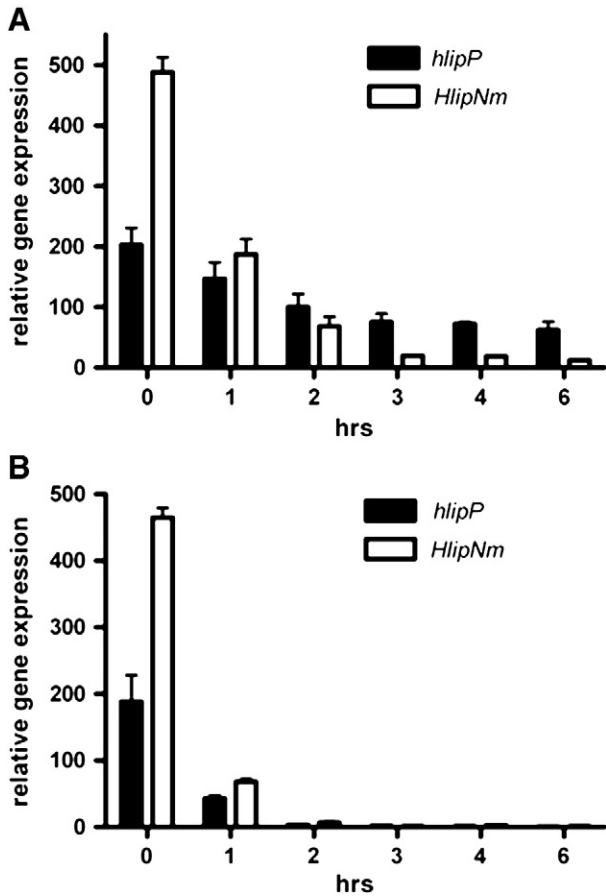 A
relative gene expression
500
400
300
200
100
0
hlipP
HlipNm
0 1 2 3 4 6
hrs
B
relative gene expression
500
400
300
200
100
0
hlipP
HlipNm
0 1 2 3 4 6
hrs